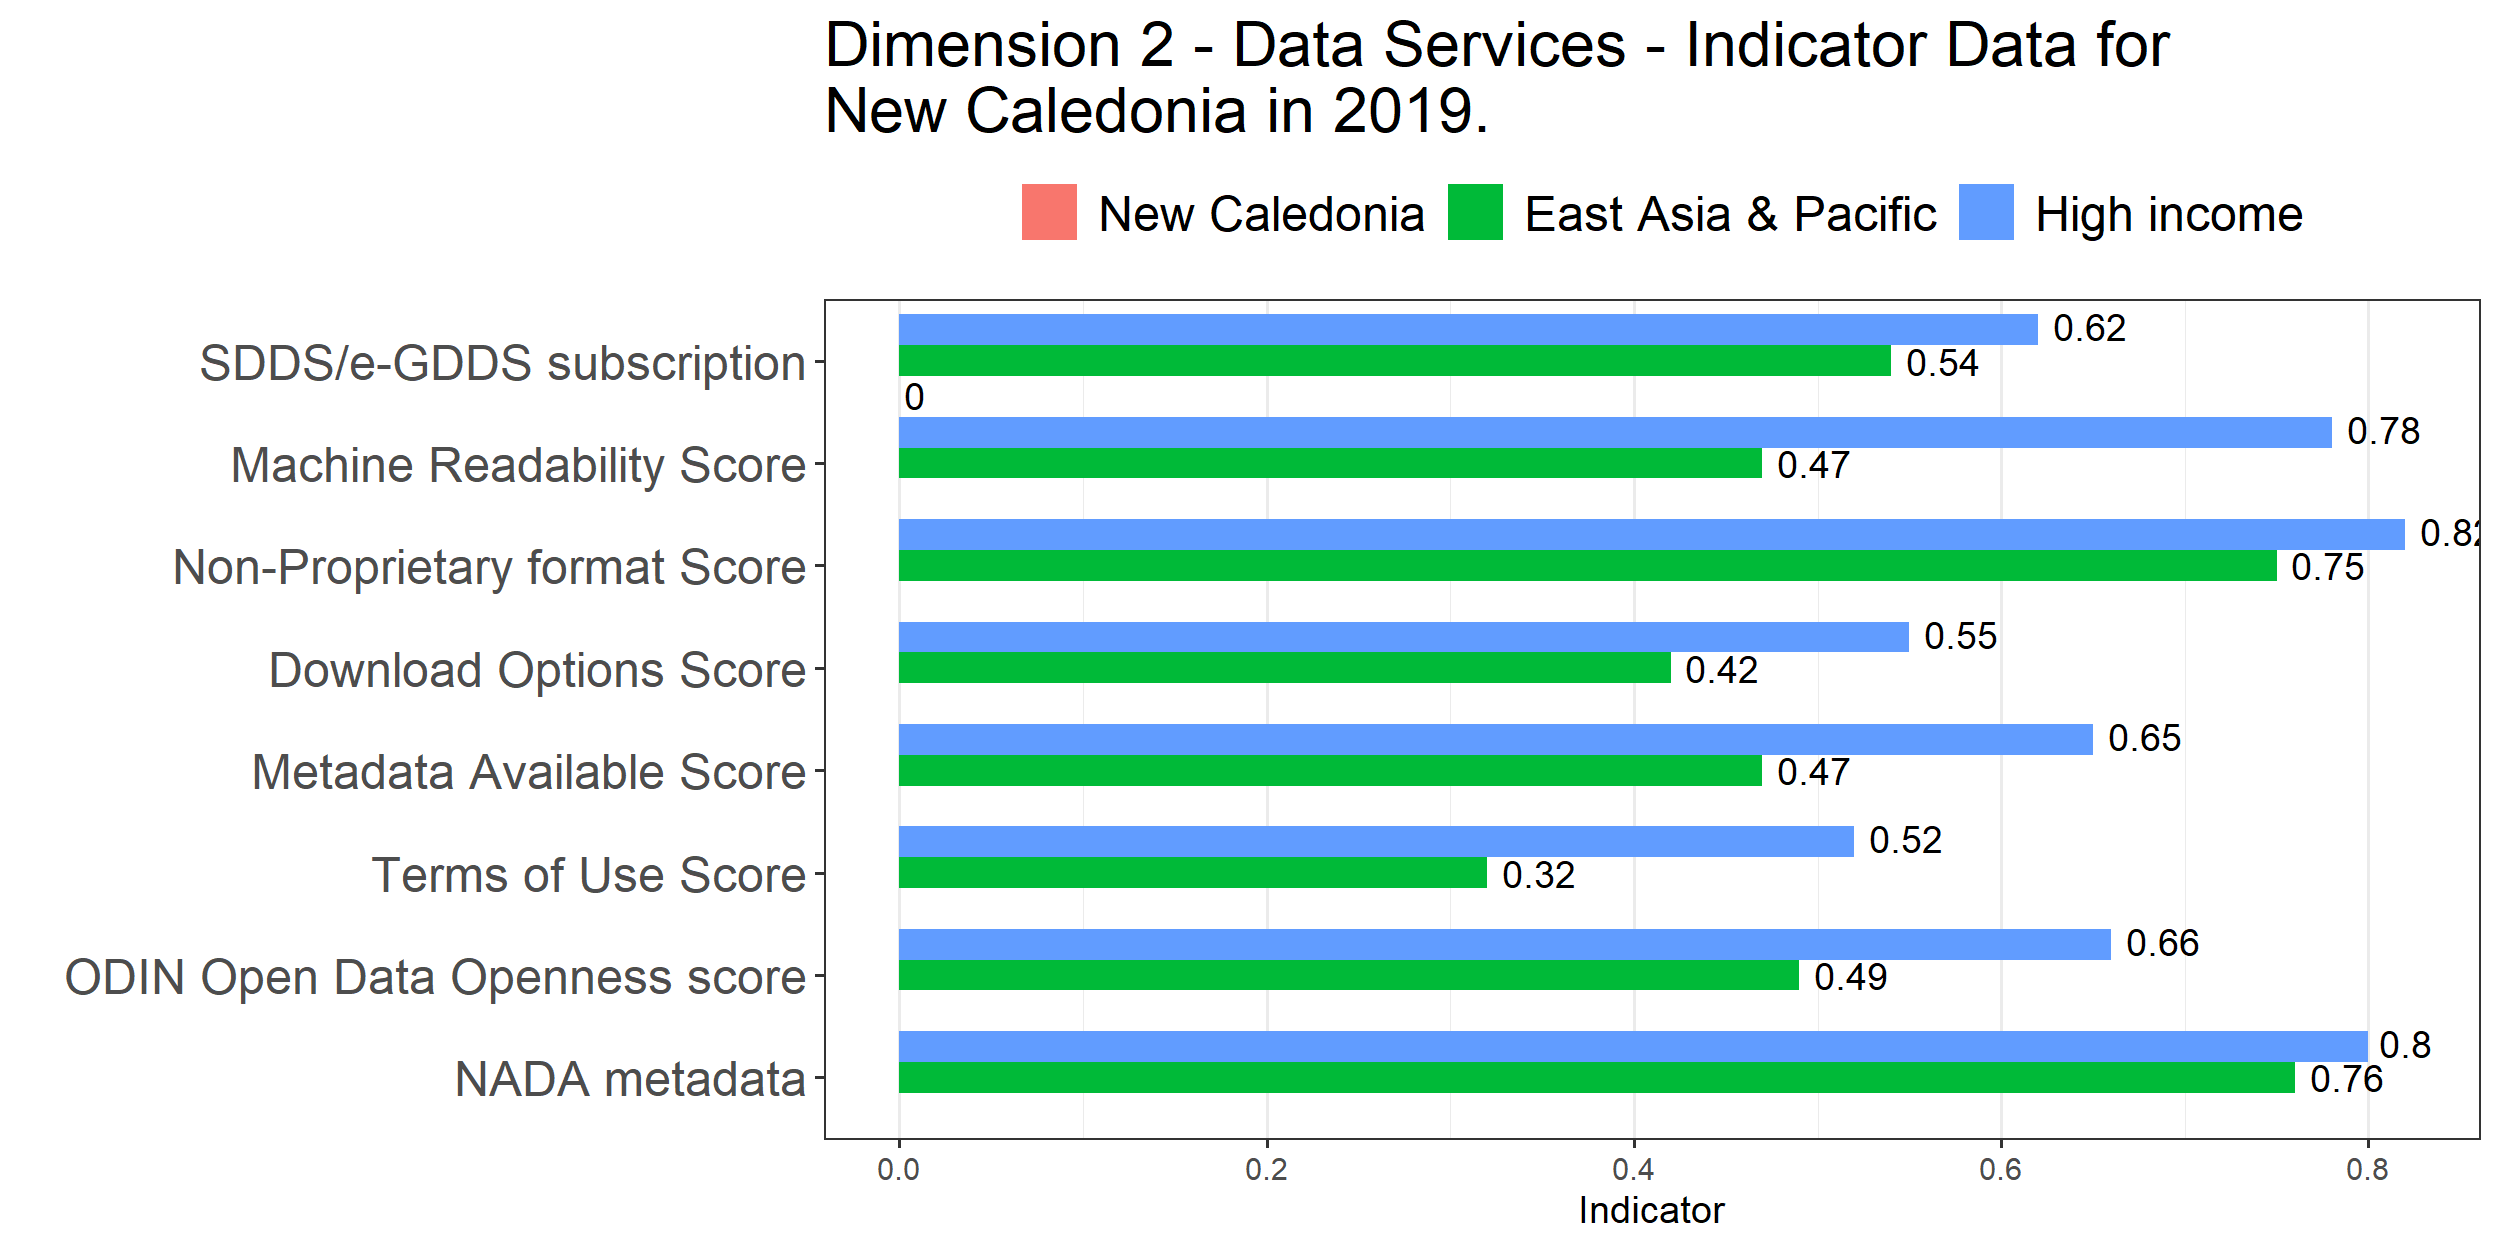 Dimension 2 - Data Services - Indicator Data for
New Caledonia in 2019.
New Caledonia East Asia & Pacific High income
SDDS/e-GDDS subscription
0.62
0.54
0
Machine Readability Score
0.78
0.47
Non-Proprietary format Score
0.82
0.75
Download Options Score
0.55
0.42
Metadata Available Score
0.65
0.47
Terms of Use Score
0.52
0.32
ODIN Open Data Openness score
0.66
0.49
NADA metadata
0.8
0.76
0.0 0.2 0.4 0.6 0.8
Indicator